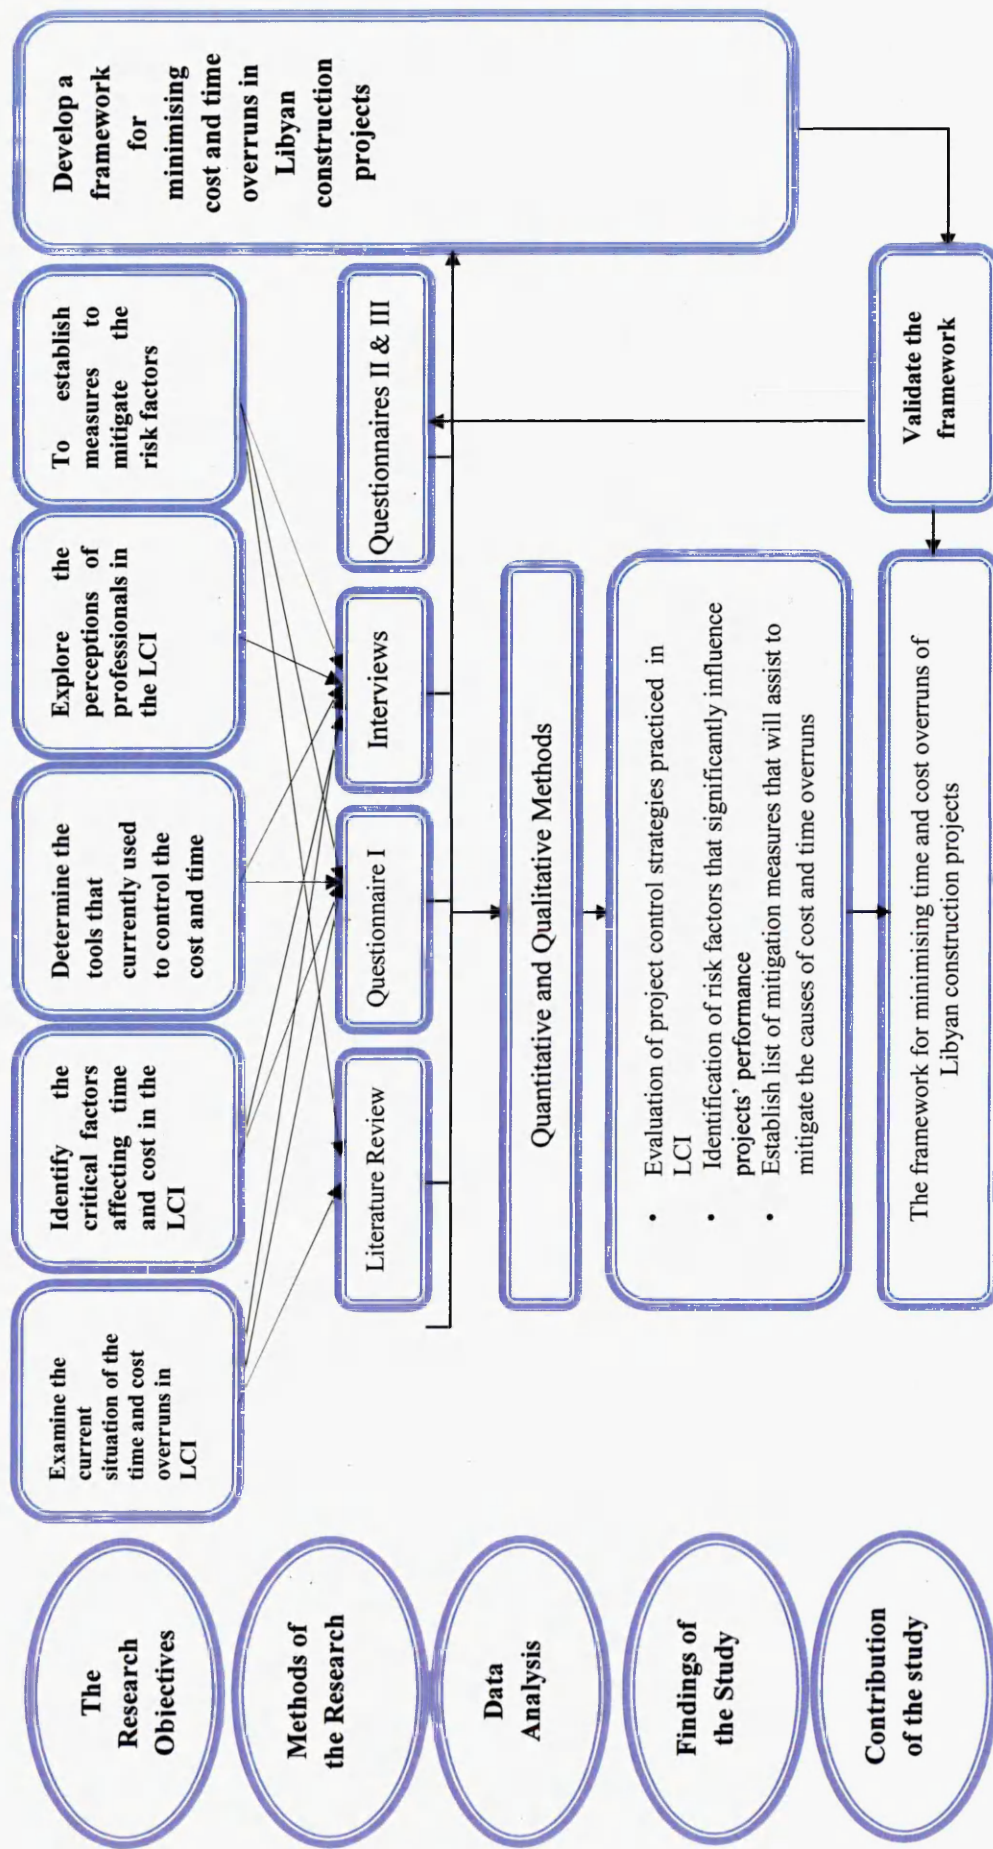 The
Research
Objectives
Examine the
current
situation of the
time and cost
overruns in
LCI
Identify the
critical factors
affecting time
and cost in the
LCI
Determine the
tools that
currently used
to control the
cost and time
Explore the
perceptions of
professionals in
the LCI
To establish
measures to
mitigate the
risk factors
Develop a
framework
for
minimising
cost and time
overruns in
Libyan
construction
projects
Methods of
the Research
Literature Review
Questionnaire I
Interviews
Questionnaires II & III
Data
Analysis
Quantitative and Qualitative Methods
Findings of
the Study
• Evaluation of project control strategies practiced in
LCI
• Identification of risk factors that significantly influence
projects' performance
• Establish list of mitigation measures that will assist to
mitigate the causes of cost and time overruns
Contribution
of the study
The framework for minimising time and cost overruns of
Libyan construction projects
Validate the
framework